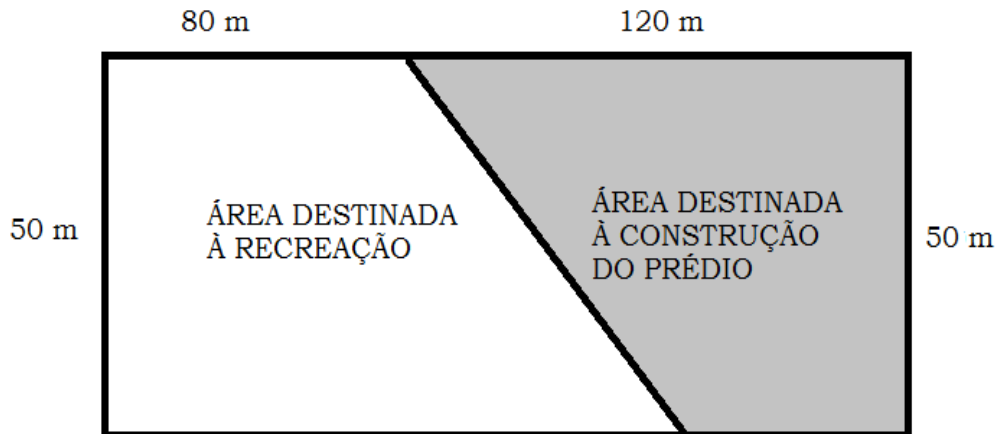 80 m
120 m
50 m
ÁREA DESTINADA
À RECREAÇÃO
ÁREA DESTINADA
À CONSTRUÇÃO
DO PRÉDIO
50 m